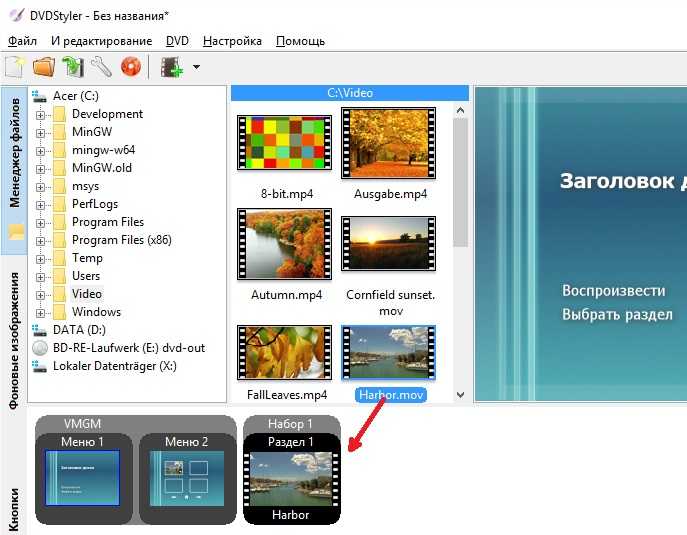 DVDStyler - Без названия*
Файл И редактирование DVD Настройка Помощь
Менеджер файлов
Фоновые изображения
Кнопки
Acer (C:)
Development
MinGW
mingw-w64
MinGW.old
msys
PerfLogs
Program Files
Program Files (x86)
Temp
Users
Video
Windows
DATA (D:)
BD-RE-Laufwerk (E:) dvd-out
Lokaler Datenträger (X:)
C:\Video
8-bit.mp4 Ausgabe.mp4
Autumn.mp4 Cornfield sunset.
mov
FallLeaves.mp4 Harbor.mov
Заголовок д
Воспроизвести
Выбрать раздел
VMGM Набор 1
Меню 1 Меню 2 Раздел 1
Заголовок диска
Harbor